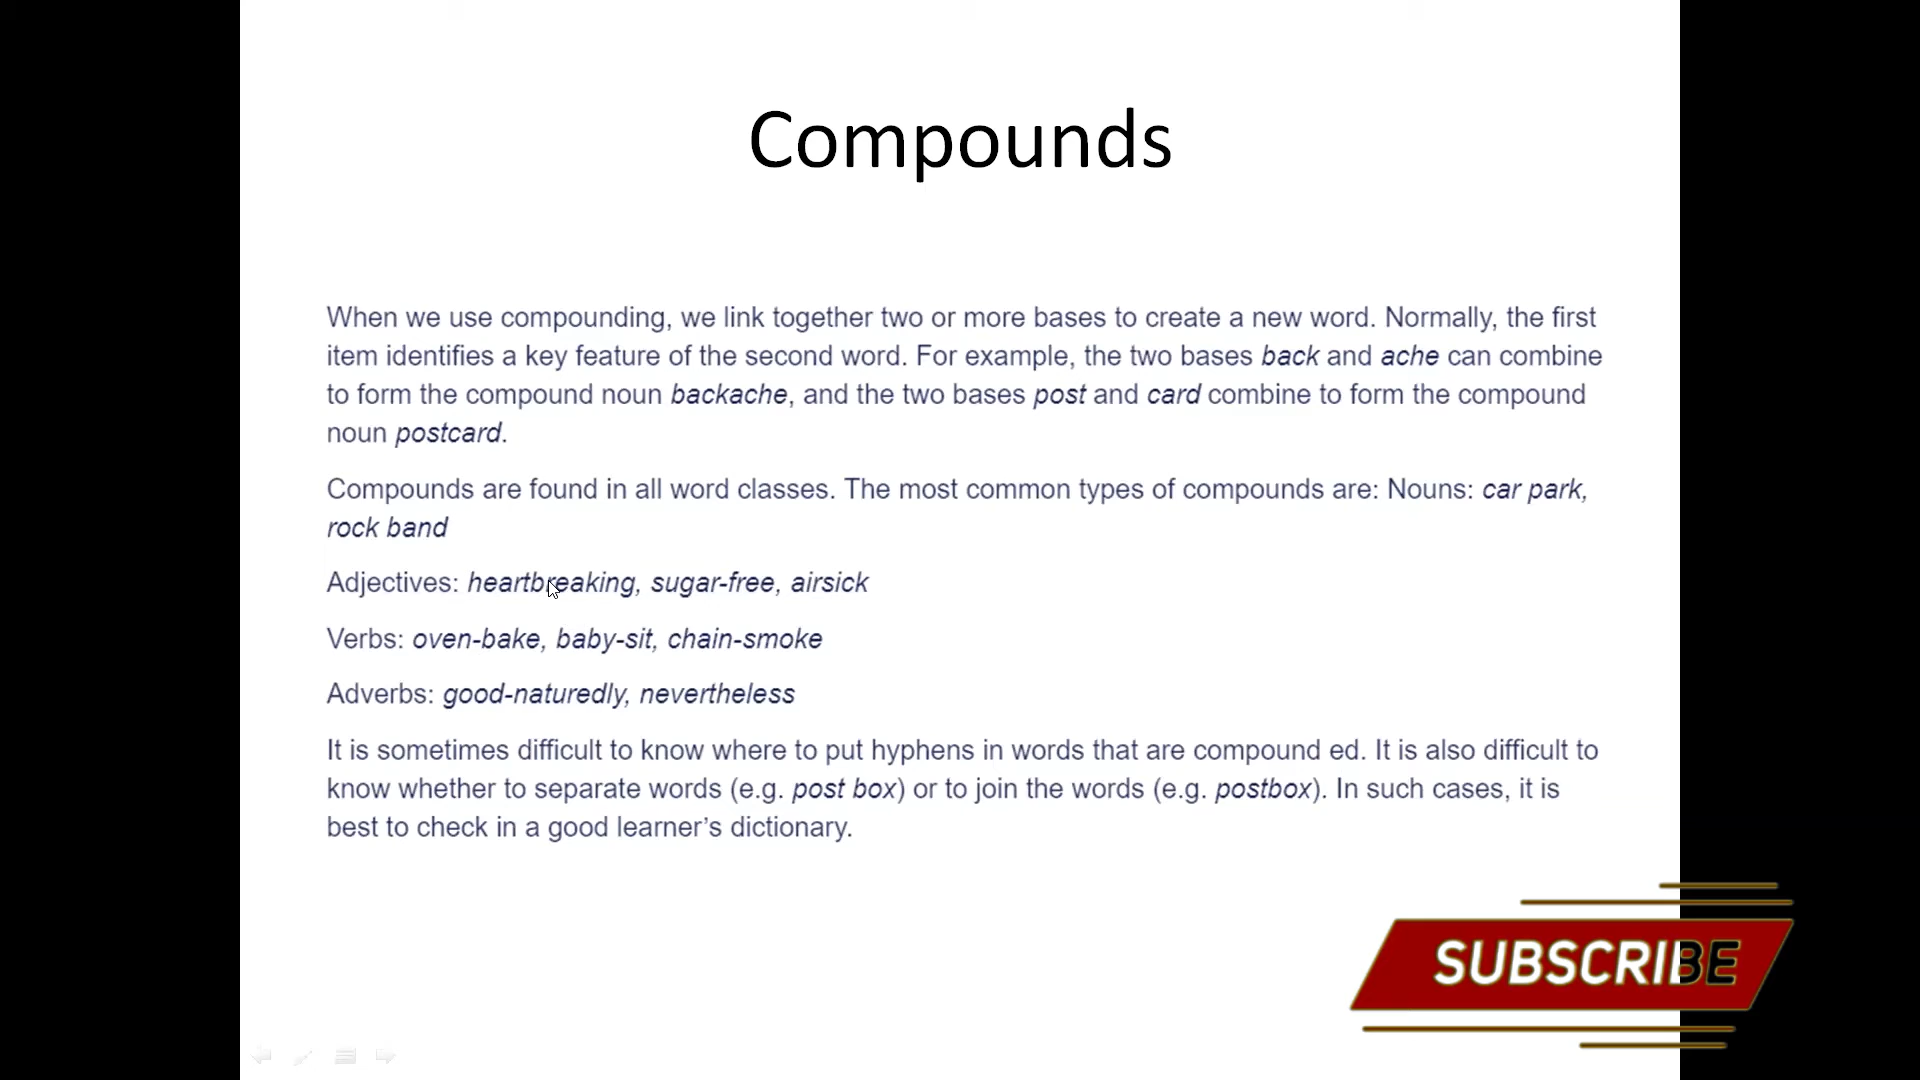 Compounds
When we use compounding, we link together two or more bases to create a new word. Normally, the first
item identifies a key feature of the second word. For example, the two bases back and ache can combine
to form the compound noun backache, and the two bases post and card combine to form the compound
noun postcard.
Compounds are found in all word classes. The most common types of compounds are: Nouns: car park,
rock band
Adjectives: heartbreaking, sugar-free, airsick
Verbs: oven-bake, baby-sit, chain-smoke
Adverbs: good-naturedly, nevertheless
It is sometimes difficult to know where to put hyphens in words that are compound ed. It is also difficult to
know whether to separate words (e.g. post box) or to join the words (e.g. postbox). In such cases, it is
best to check in a good learner’s dictionary.
SUBSCRIBE